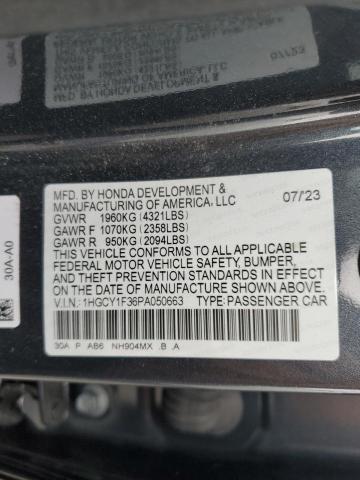 07/23
MFD. BY HONDA DEVELOPMENT &
MANUFACTURING OF AMERICA, LLC 07/23
GVWR 1960KG (4321LBS)
GAWR F 1070KG (2358LBS)
GAWR R 950KG (2094LBS)
THIS VEHICLE CONFORMS TO ALL APPLICABLE
FEDERAL MOTOR VEHICLE SAFETY, BUMPER,
AND THEFT PREVENTION STANDARDS IN EFFECT
ON THE DATE OF MANUFACTURE SHOWN ABOVE.
V.I.N.: 1HGCY1F36PA050663 TYPE: PASSENGER CAR
30A P AB6 NH904MX .B .A
30A-A0